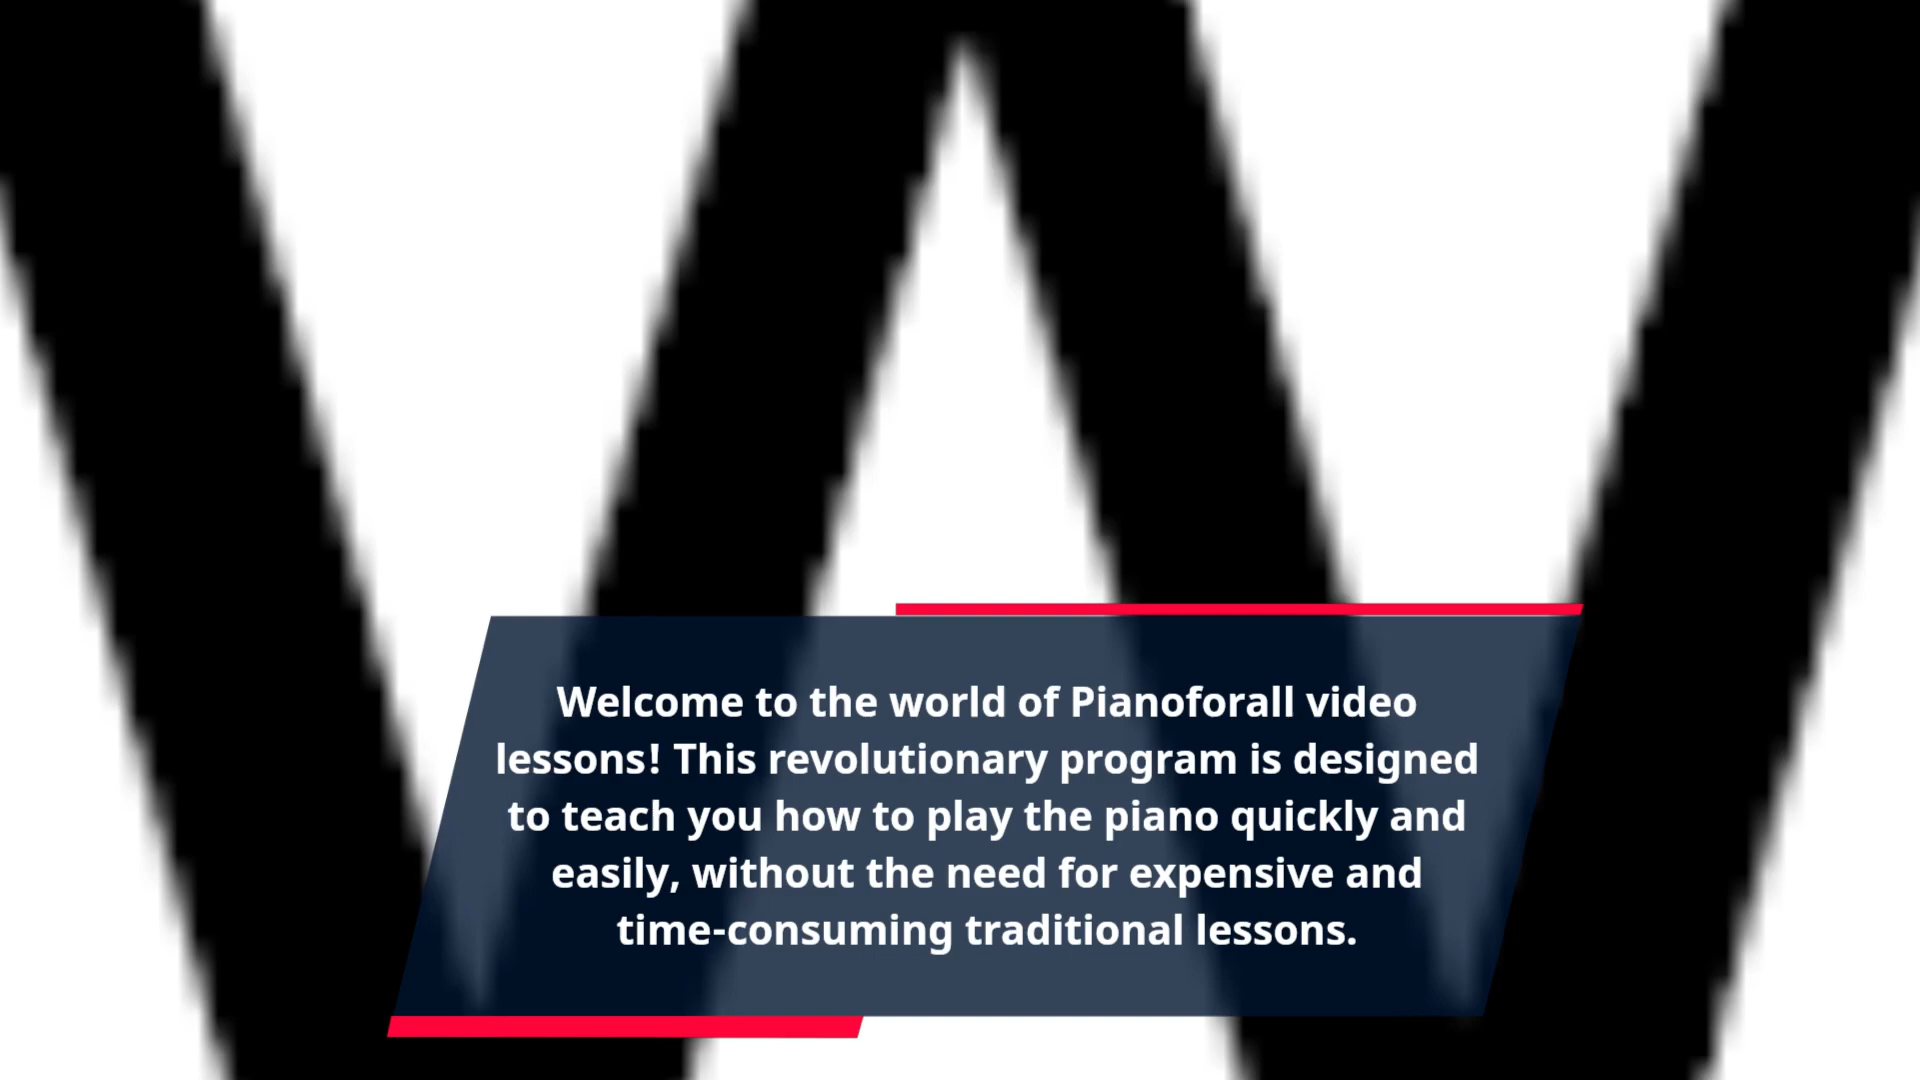 Welcome to the world of Pianoforall video
lessons! This revolutionary program is designed
to teach you how to play the piano quickly and
easily, without the need for expensive and
time-consuming traditional lessons.